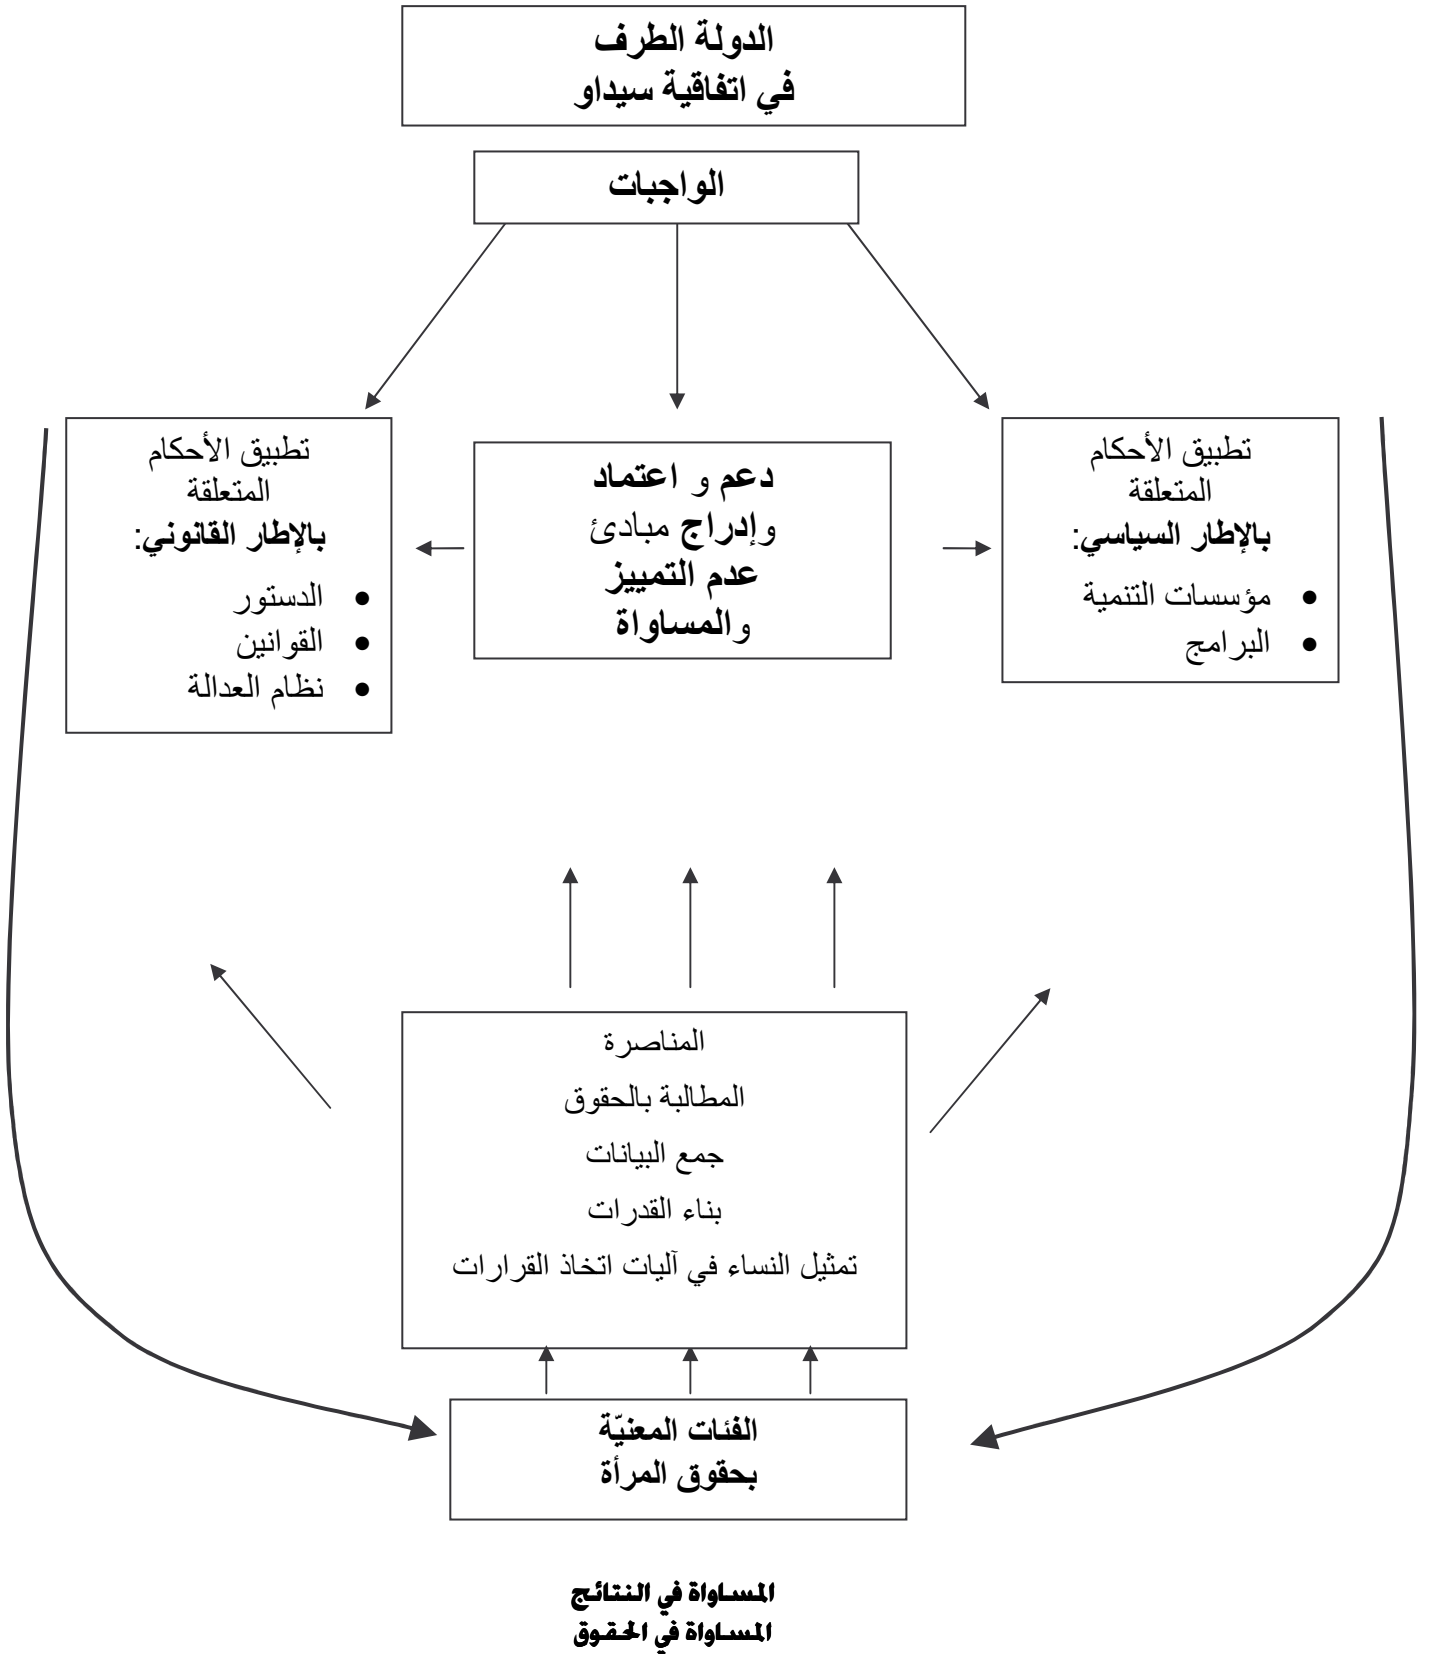 الدولة الطرف
في اتفاقية سيداو
الواجبات
تطبيق الأحكام
المتعلقة
بالإطار السياسي:
• مؤسسات التنمية
• البرامج
دعم و اعتماد
وإدراج مبادئ
عدم التمييز
والمساواة
تطبيق الأحكام
المتعلقة
بالإطار القانوني:
• الدستور
• القوانين
• نظام العدالة
المناصرة
المطالبة بالحقوق
جمع البيانات
بناء القدرات
تمثيل النساء في آليات اتخاذ القرارات
الفئات المعنيّة
بحقوق المرأة
المساواة في النتائج
المساواة في الحقوق